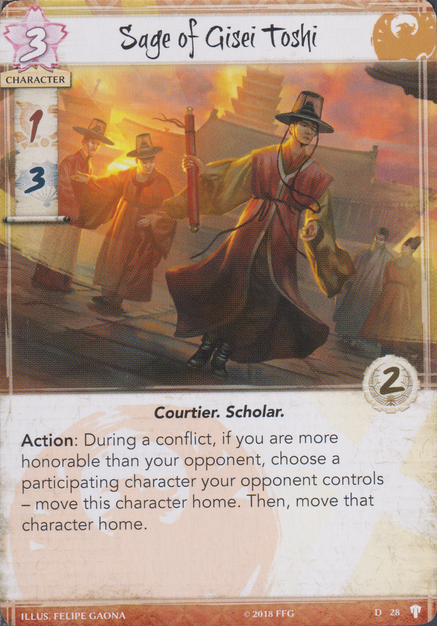 3
Sage of Gisei Toshi
CHARACTER
1
3
2
Courtier. Scholar.
Action: During a conflict, if you are more
honorable than your opponent, choose a
participating character your opponent controls
– move this character home. Then, move that
character home.
ILLUS. FELIPE GAONA © 2018 FFG D 28